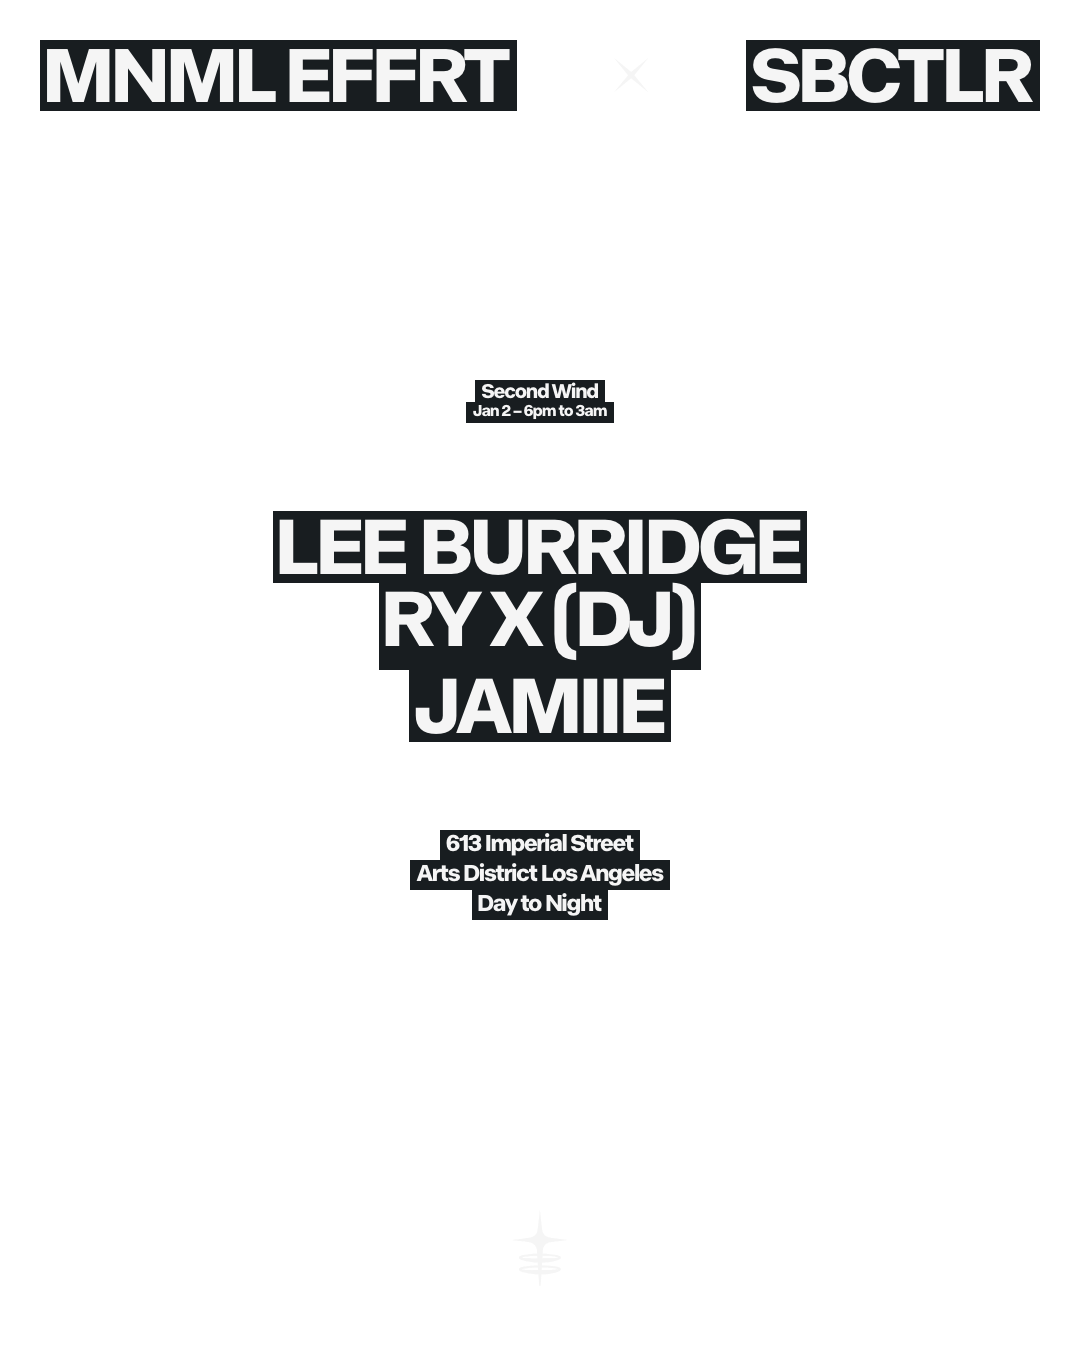 MNML EFFRT
SBCTLR
Second Wind
Jan 2 – 6pm to 3am
LEE BURRIDGE
RY X (DJ)
JAMIIE
613 Imperial Street
Arts District Los Angeles
Day to Night